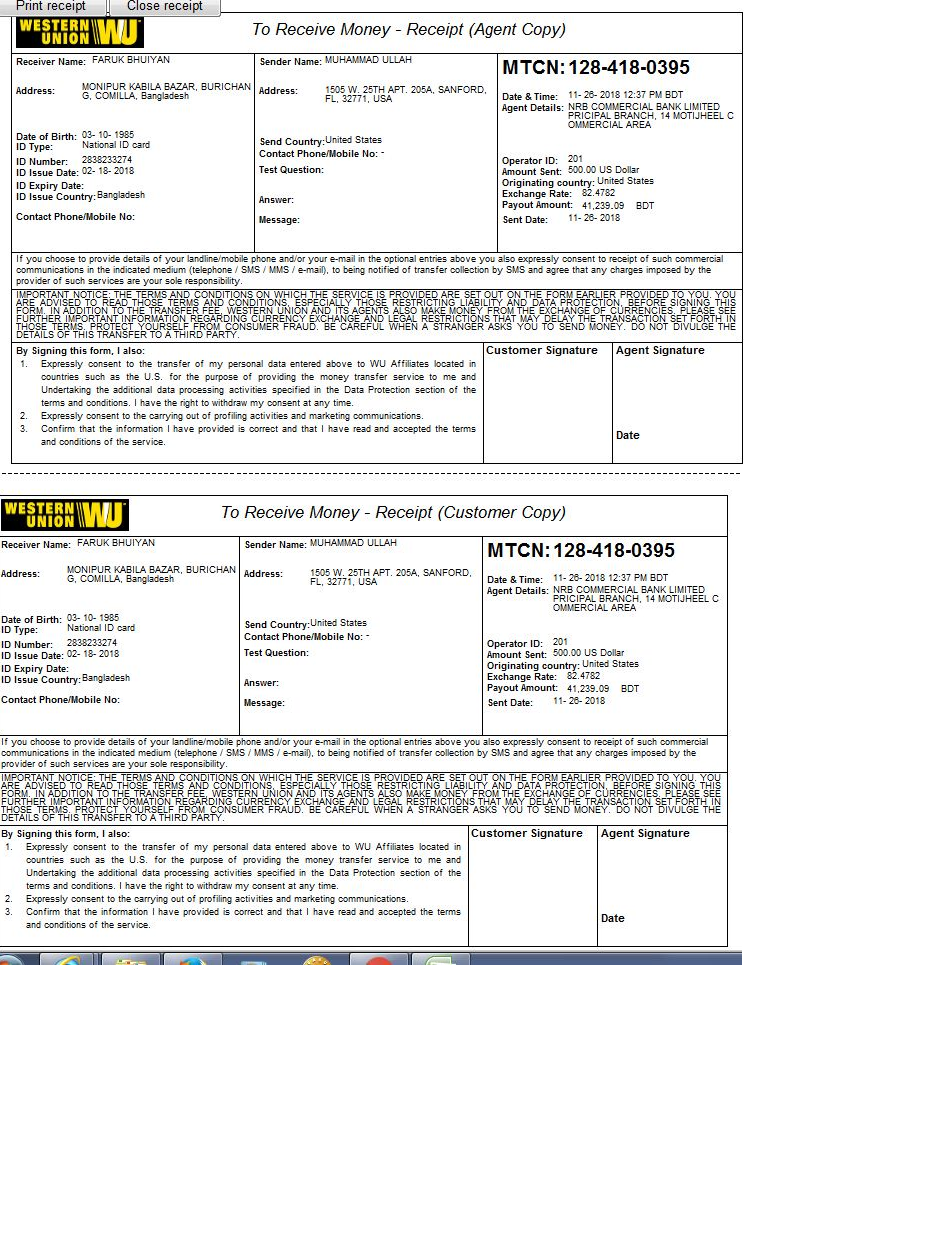 Print receipt Close receipt
WESTERN UNION WU To Receive Money - Receipt (Agent Copy)
Receiver Name: FARUK BHUIYAN
Address: MONIPUR KABILA BAZAR, BURICHAN
G, COMILLA, Bangladesh
Date of Birth: 03- 10- 1985
ID Type: National ID card
ID Number: 2838233274
ID Issue Date: 02- 18- 2018
ID Expiry Date:
ID Issue Country: Bangladesh
Contact Phone/Mobile No:
Sender Name: MUHAMMAD ULLAH
Address: 1505 W. 25TH APT. 205A, SANFORD,
FL, 32771, USA
Send Country: United States
Contact Phone/Mobile No: -
Test Question:
Answer:
Message:
MTCN: 128-418-0395
Date & Time: 11- 26- 2018 12:37 PM BDT
Agent Details: NRB COMMERCIAL BANK LIMITED
PRICIPAL BRANCH, 14 MOTIJHEEL C
OMMERCIAL AREA
Operator ID: 201
Amount Sent: 500.00 US Dollar
Originating country: United States
Exchange Rate: 82.4782
Payout Amount: 41,239.09 BDT
Sent Date: 11- 26- 2018
If you choose to provide details of your landline/mobile phone and/or your e-mail in the optional entries above you also expressly consent to receipt of such commercial
communications in the indicated medium (telephone / SMS / MMS / e-mail), to being notified of transfer collection by SMS and agree that any charges imposed by the
provider of such services are your sole responsibility.
IMPORTANT NOTICE: THE TERMS AND CONDITIONS ON WHICH THE SERVICE IS PROVIDED ARE SET OUT ON THE FORM EARLIER PROVIDED TO YOU. YOU
ARE ADVISED TO READ THOSE TERMS AND CONDITIONS, ESPECIALLY THOSE RESTRICTING LIABILITY AND DATA PROTECTION, BEFORE SIGNING THIS
FORM. IN ADDITION TO THE TRANSFER FEE, WESTERN UNION AND ITS AGENTS ALSO MAKE MONEY FROM THE EXCHANGE OF CURRENCIES. PLEASE SEE
FURTHER IMPORTANT INFORMATION REGARDING CURRENCY EXCHANGE AND LEGAL RESTRICTIONS THAT MAY DELAY THE TRANSACTION SET FORTH IN
THOSE TERMS. PROTECT YOURSELF FROM CONSUMER FRAUD. BE CAREFUL WHEN A STRANGER ASKS YOU TO SEND MONEY. DO NOT DIVULGE THE
DETAILS OF THIS TRANSFER TO A THIRD PARTY.
By Signing this form, I also:
1. Expressly consent to the transfer of my personal data entered above to WU Affiliates located in
countries such as the U.S. for the purpose of providing the money transfer service to me and
Undertaking the additional data processing activities specified in the Data Protection section of the
terms and conditions. I have the right to withdraw my consent at any time.
2. Expressly consent to the carrying out of profiling activities and marketing communications.
3. Confirm that the information I have provided is correct and that I have read and accepted the terms
and conditions of the service.
Customer Signature
Agent Signature
Date
WESTERN UNION WU To Receive Money - Receipt (Customer Copy)
Receiver Name: FARUK BHUIYAN
Address: MONIPUR KABILA BAZAR, BURICHAN
G, COMILLA, Bangladesh
Date of Birth: 03- 10- 1985
ID Type: National ID card
ID Number: 2838233274
ID Issue Date: 02- 18- 2018
ID Expiry Date:
ID Issue Country: Bangladesh
Contact Phone/Mobile No:
Sender Name: MUHAMMAD ULLAH
Address: 1505 W. 25TH APT. 205A, SANFORD,
FL, 32771, USA
Send Country: United States
Contact Phone/Mobile No: -
Test Question:
Answer:
Message:
MTCN: 128-418-0395
Date & Time: 11- 26- 2018 12:37 PM BDT
Agent Details: NRB COMMERCIAL BANK LIMITED
PRICIPAL BRANCH, 14 MOTIJHEEL C
OMMERCIAL AREA
Operator ID: 201
Amount Sent: 500.00 US Dollar
Originating country: United States
Exchange Rate: 82.4782
Payout Amount: 41,239.09 BDT
Sent Date: 11- 26- 2018
If you choose to provide details of your landline/mobile phone and/or your e-mail in the optional entries above you also expressly consent to receipt of such commercial
communications in the indicated medium (telephone / SMS / MMS / e-mail), to being notified of transfer collection by SMS and agree that any charges imposed by the
provider of such services are your sole responsibility.
IMPORTANT NOTICE: THE TERMS AND CONDITIONS ON WHICH THE SERVICE IS PROVIDED ARE SET OUT ON THE FORM EARLIER PROVIDED TO YOU. YOU
ARE ADVISED TO READ THOSE TERMS AND CONDITIONS, ESPECIALLY THOSE RESTRICTING LIABILITY AND DATA PROTECTION, BEFORE SIGNING THIS
FORM. IN ADDITION TO THE TRANSFER FEE, WESTERN UNION AND ITS AGENTS ALSO MAKE MONEY FROM THE EXCHANGE OF CURRENCIES. PLEASE SEE
FURTHER IMPORTANT INFORMATION REGARDING CURRENCY EXCHANGE AND LEGAL RESTRICTIONS THAT MAY DELAY THE TRANSACTION SET FORTH IN
THOSE TERMS. PROTECT YOURSELF FROM CONSUMER FRAUD. BE CAREFUL WHEN A STRANGER ASKS YOU TO SEND MONEY. DO NOT DIVULGE THE
DETAILS OF THIS TRANSFER TO A THIRD PARTY.
By Signing this form, I also:
1. Expressly consent to the transfer of my personal data entered above to WU Affiliates located in
countries such as the U.S. for the purpose of providing the money transfer service to me and
Undertaking the additional data processing activities specified in the Data Protection section of the
terms and conditions. I have the right to withdraw my consent at any time.
2. Expressly consent to the carrying out of profiling activities and marketing communications.
3. Confirm that the information I have provided is correct and that I have read and accepted the terms
and conditions of the service.
Customer Signature
Agent Signature
Date